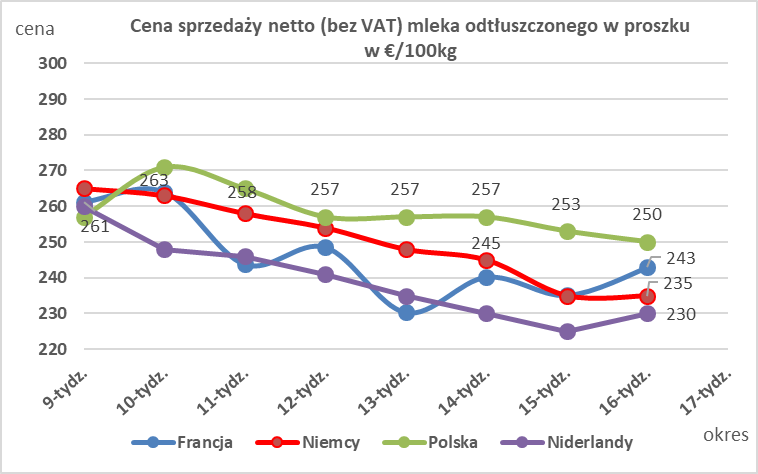 cena
Cena sprzedaży netto (bez VAT) mleka odtłuszczonego w proszku
w €/100kg
300
290
280
270
260
250
240
230
220
261
263
258
257
257
257
245
253
250
243
235
230
9-tydz.
10-tydz.
11-tydz.
12-tydz.
13-tydz.
14-tydz.
15-tydz.
16-tydz.
17-tydz.
okres
Francja Niemcy Polska Niderlandy